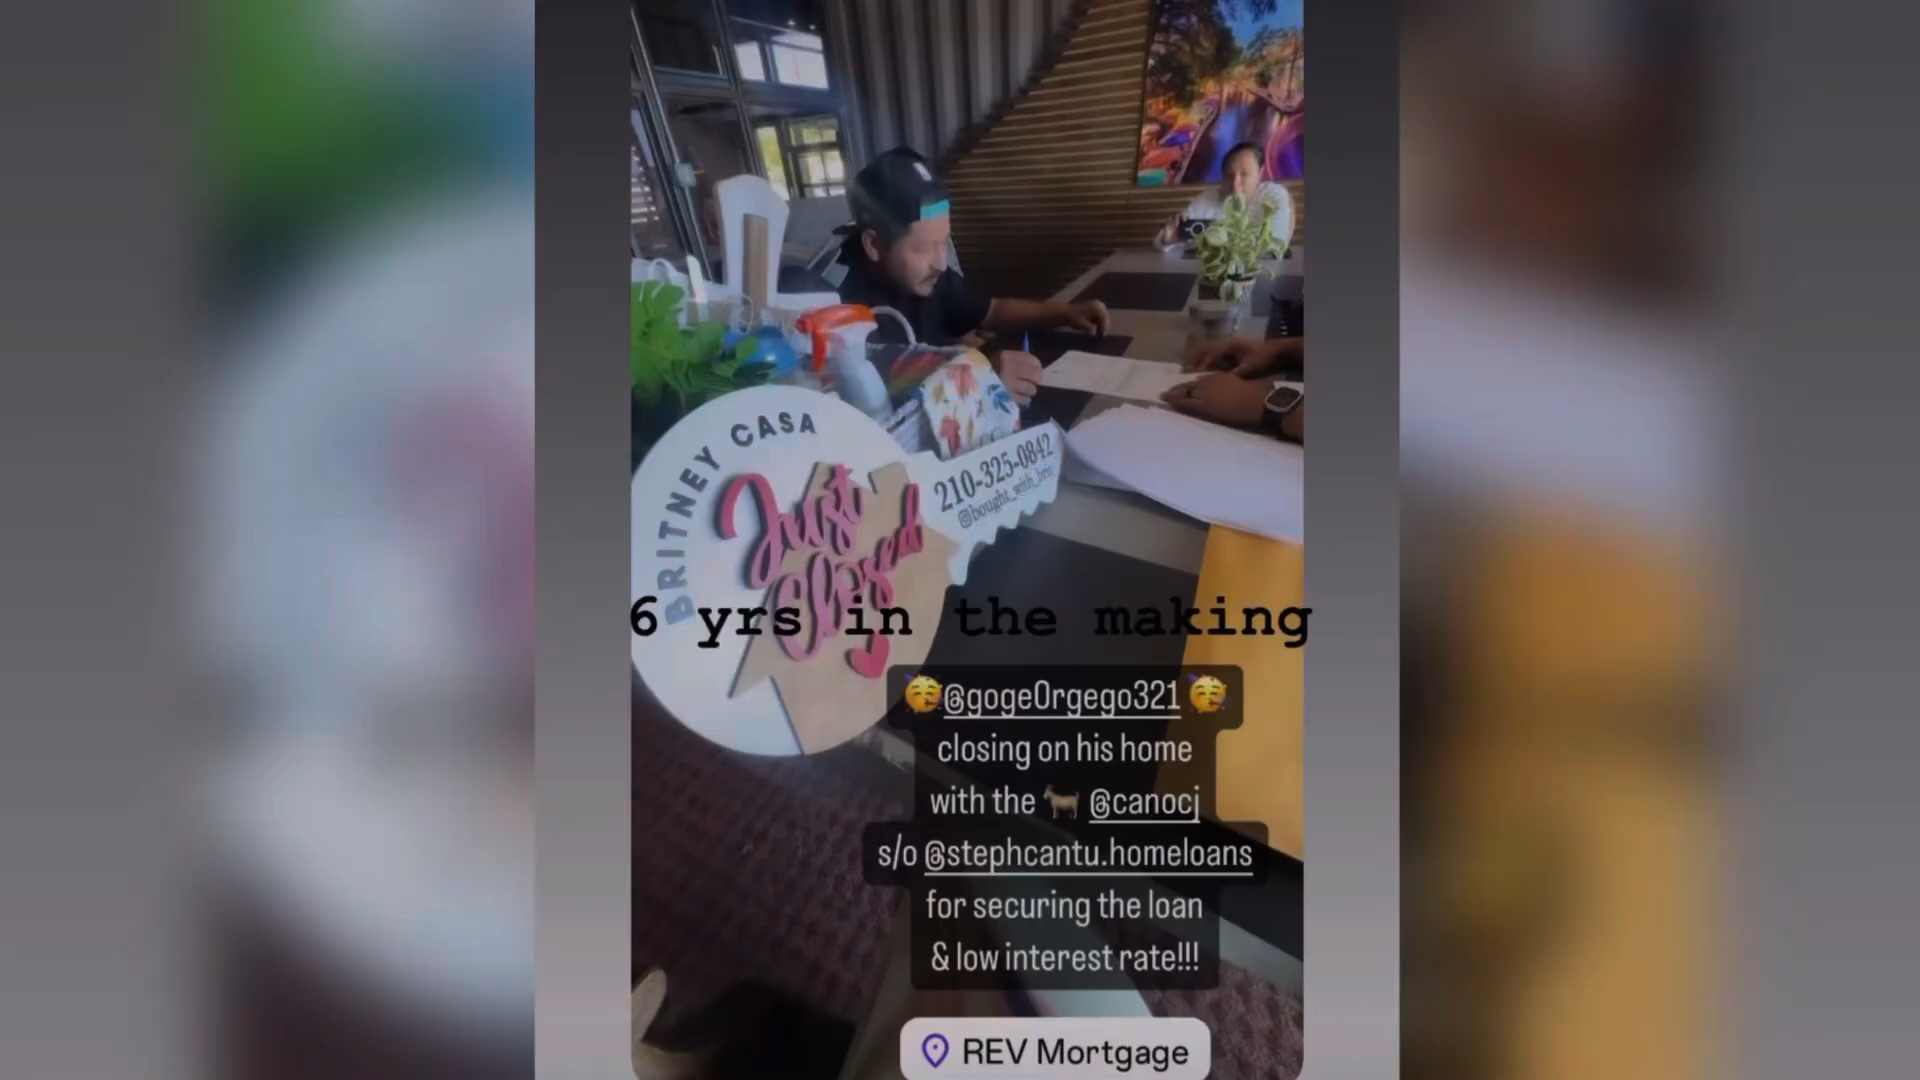 BRITNEY CASA
Just
Closed
210-325-0842
@bought_with_britt
6 yrs in the making
🥳@goge0rgego321 🥳
closing on his home
with the 🐐 @canocj
s/o @stephcantu.homeloans
for securing the loan
& low interest rate!!!
REV Mortgage